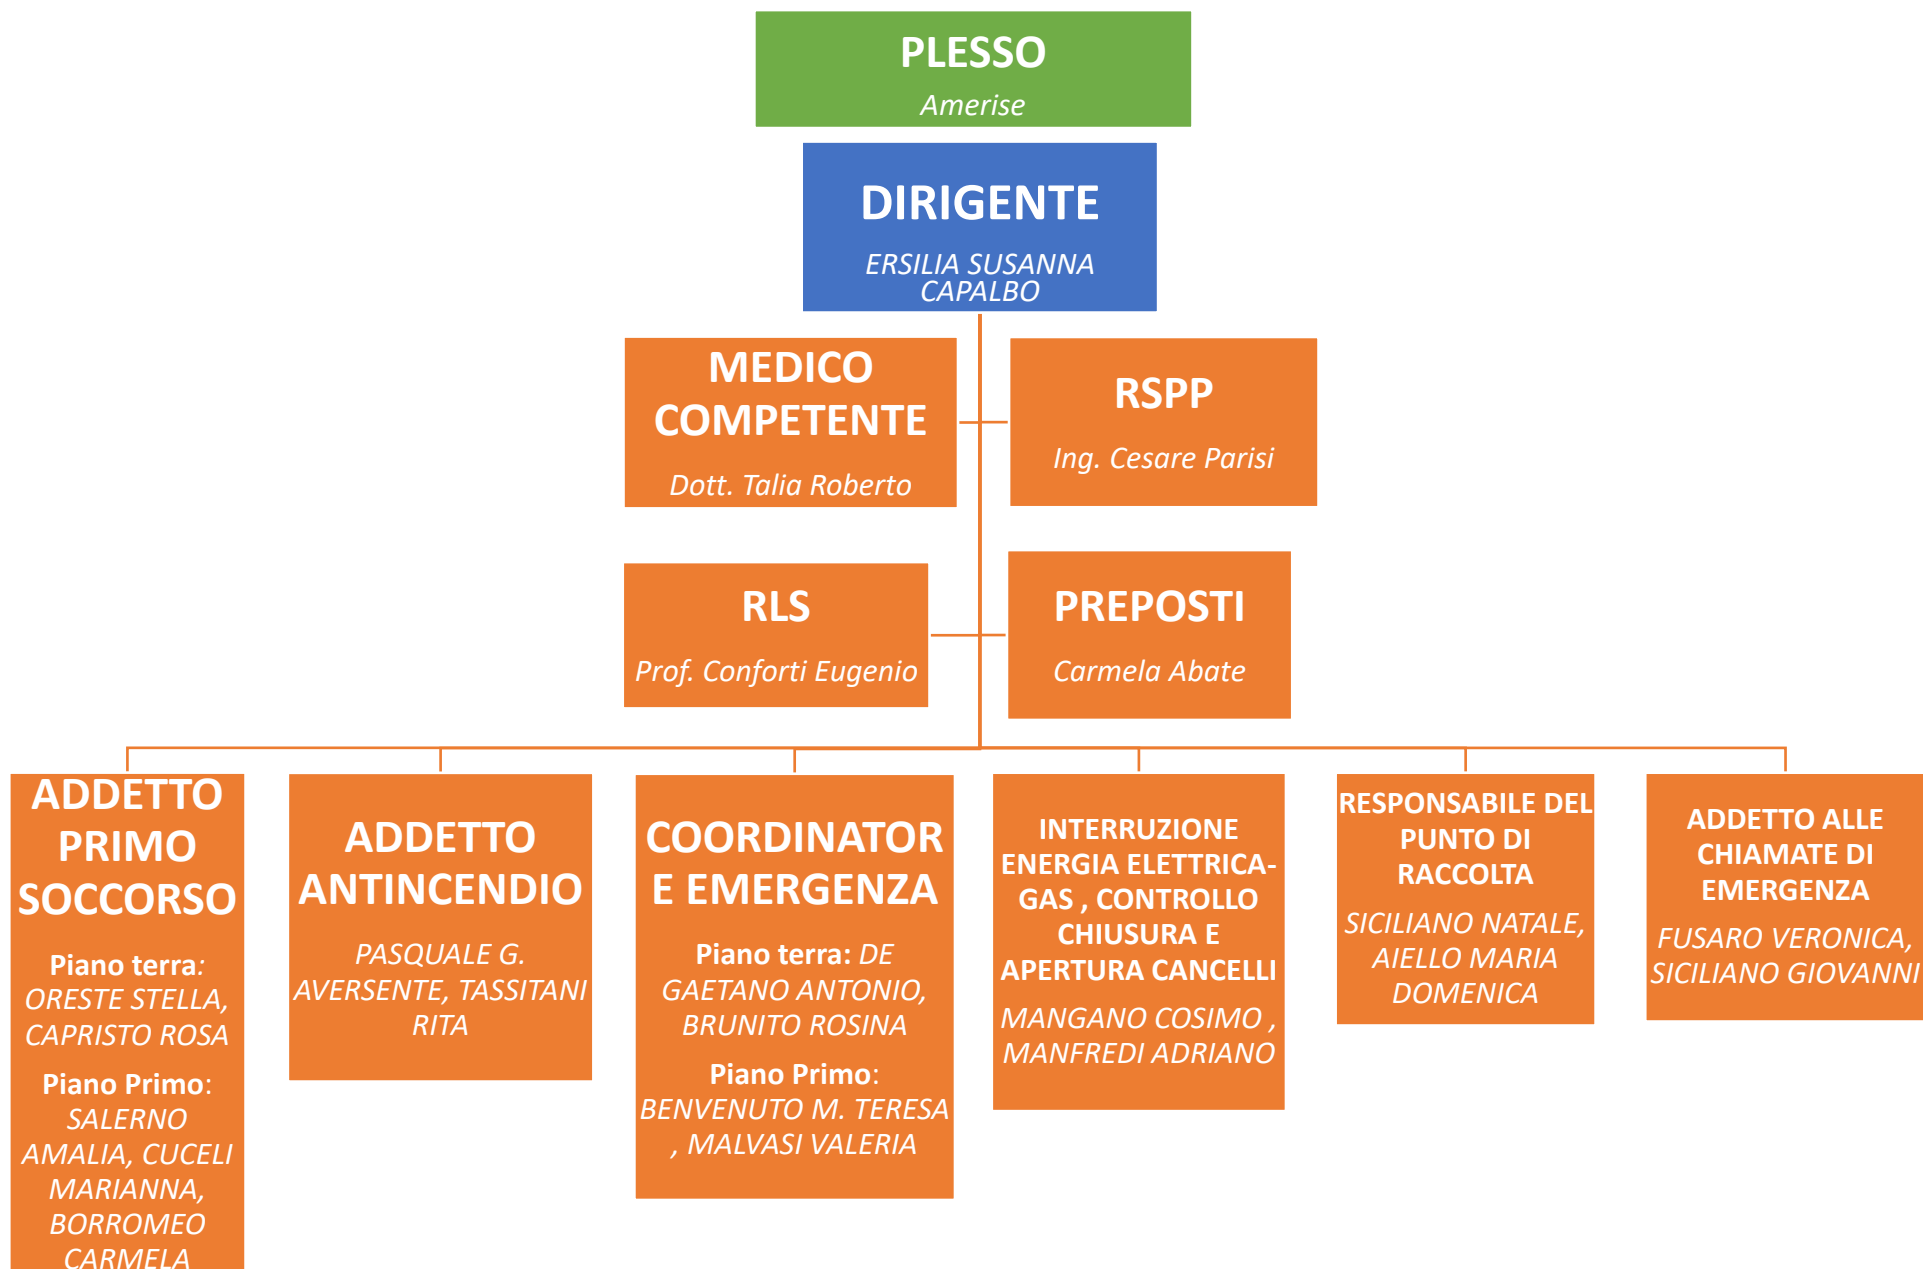 PLESSO
Amerise
DIRIGENTE
ERSILIA SUSANNA
CAPALBO
MEDICO
COMPETENTE
Dott. Talia Roberto
RSPP
Ing. Cesare Parisi
RLS
Prof. Conforti Eugenio
PREPOSTI
Carmela Abate
ADDETTO
PRIMO
SOCCORSO
Piano terra:
ORESTE STELLA,
CAPRISTO ROSA
Piano Primo:
SALERNO
AMALIA, CUCELI
MARIANNA,
BORROMEO
CARMELA
ADDETTO
ANTINCENDIO
PASQUALE G.
AVERSENTE, TASSITANI
RITA
COORDINATOR
E EMERGENZA
Piano terra: DE
GAETANO ANTONIO,
BRUNITO ROSINA
Piano Primo:
BENVENUTO M. TERESA
, MALVASI VALERIA
INTERRUZIONE
ENERGIA ELETTRICA-
GAS , CONTROLLO
CHIUSURA E
APERTURA CANCELLI
MANGANO COSIMO ,
MANFREDI ADRIANO
RESPONSABILE DEL
PUNTO DI
RACCOLTA
SICILIANO NATALE,
AIELLO MARIA
DOMENICA
ADDETTO ALLE
CHIAMATE DI
EMERGENZA
FUSARO VERONICA,
SICILIANO GIOVANNI